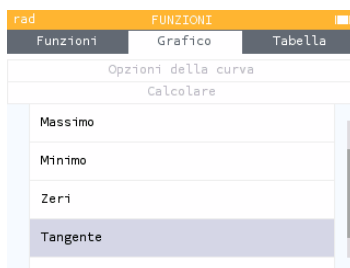 rad FUNZIONI
Funzioni Grafico Tabella
Opzioni della curva
Calcolare
Massimo
Minimo
Zeri
Tangente